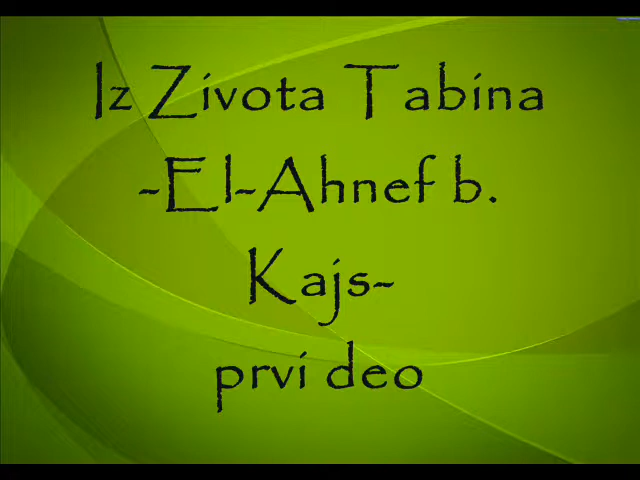 Iz Zivota Tabina
-El-Ahnef b.
Kajs-
prvi deo